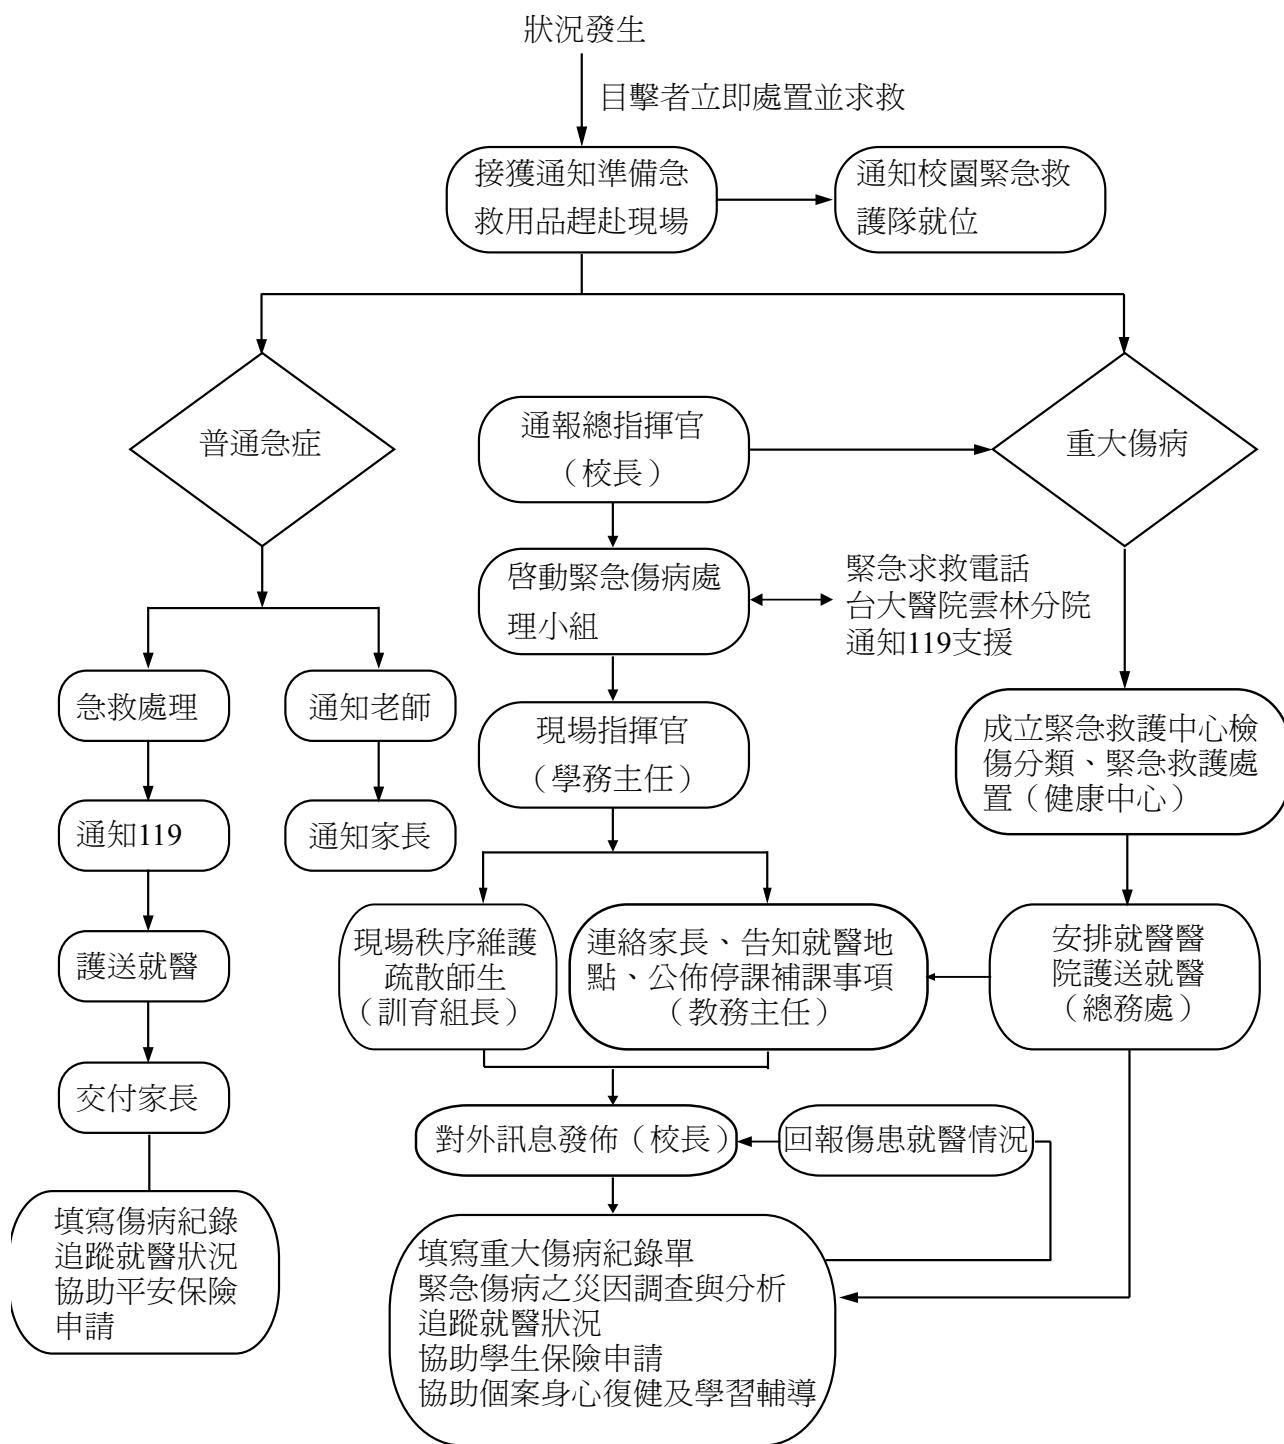 狀況發生
目擊者立即處置並求救
接獲通知準備急
救用品趕赴現場
通知校園緊急救
護隊就位
普通急症
通報總指揮官
（校長）
重大傷病
啓動緊急傷病處
理小組
緊急求救電話
台大醫院雲林分院
通知119支援
急救處理
通知老師
現場指揮官
（學務主任）
成立緊急救護中心檢
傷分類、緊急救護處
置（健康中心）
通知119
通知家長
護送就醫
現場秩序維護
疏散師生
（訓育組長）
連絡家長、告知就醫地
點、公佈停課補課事項
（教務主任）
安排就醫醫
院護送就醫
（總務處）
交付家長
對外訊息發佈（校長）
回報傷患就醫情況
填寫傷病紀錄
追蹤就醫狀況
協助平安保險
申請
填寫重大傷病紀錄單
緊急傷病之災因調查與分析
追蹤就醫狀況
協助學生保險申請
協助個案身心復健及學習輔導